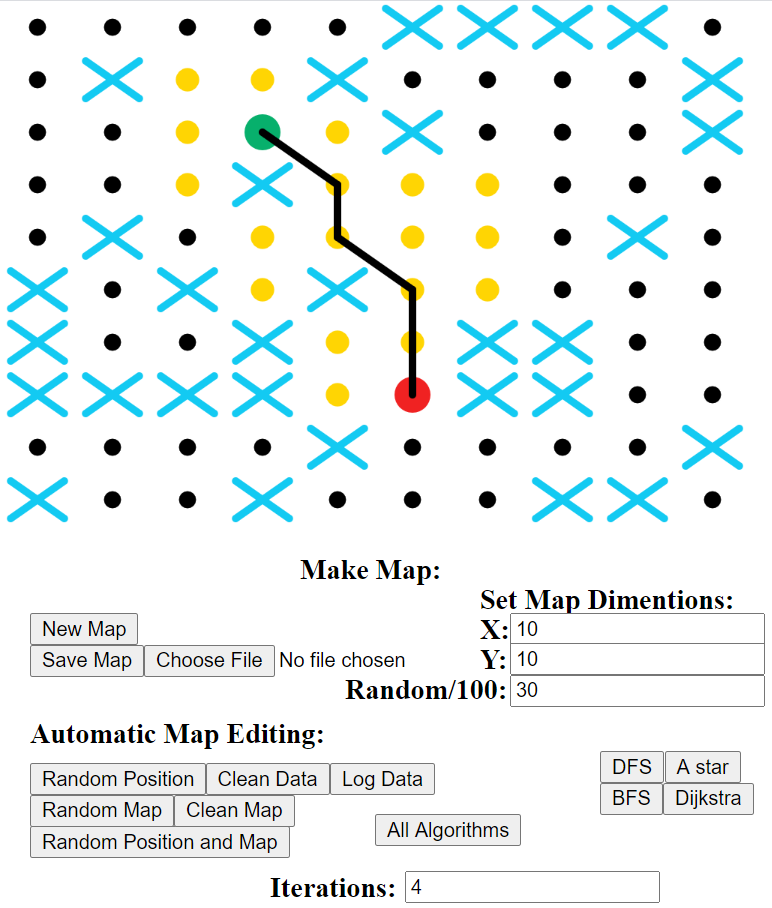 Make Map:
Set Map Dimentions:
New Map
X: 10
Save Map Choose File No file chosen
Y: 10
Random/100: 30
Automatic Map Editing:
DFS A star
Random Position Clean Data Log Data
BFS Dijkstra
Random Map Clean Map
All Algorithms
Random Position and Map
Iterations: 4